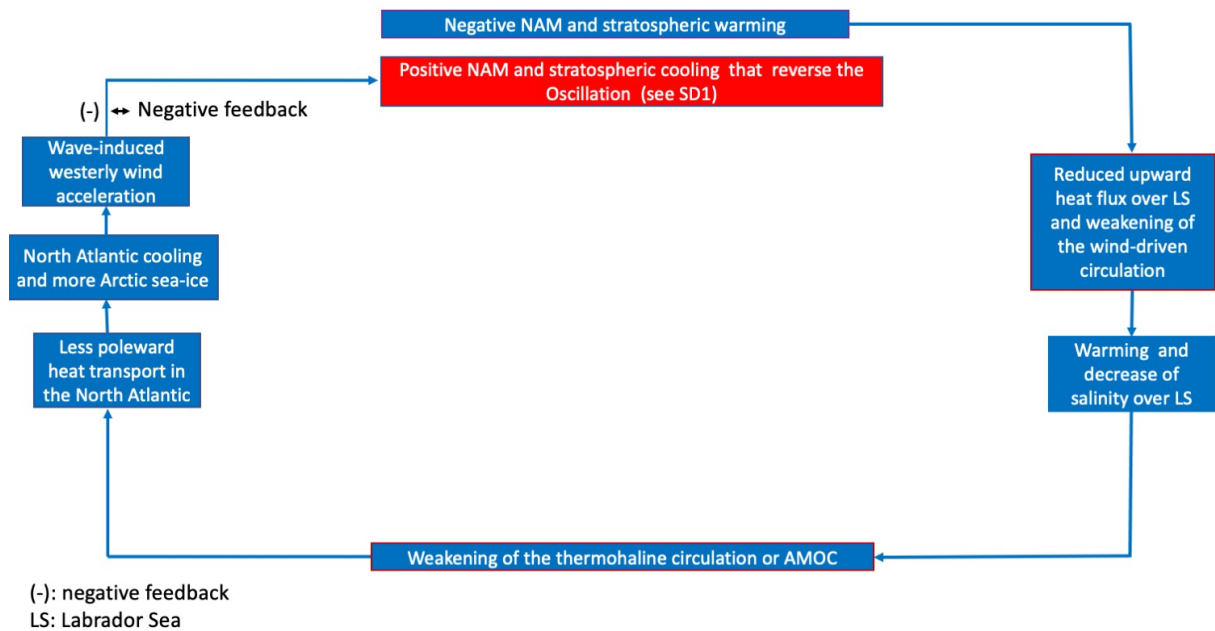 Negative NAM and stratospheric warming
Positive NAM and stratospheric cooling that reverse the
Oscillation (see SD1)
(-) ↔ Negative feedback
Wave-induced
westerly wind
acceleration
North Atlantic cooling
and more Arctic sea-ice
Less poleward
heat transport in
the North Atlantic
Reduced upward
heat flux over LS
and weakening of
the wind-driven
circulation
Warming and
decrease of
salinity over LS
Weakening of the thermohaline circulation or AMOC
(-): negative feedback
LS: Labrador Sea